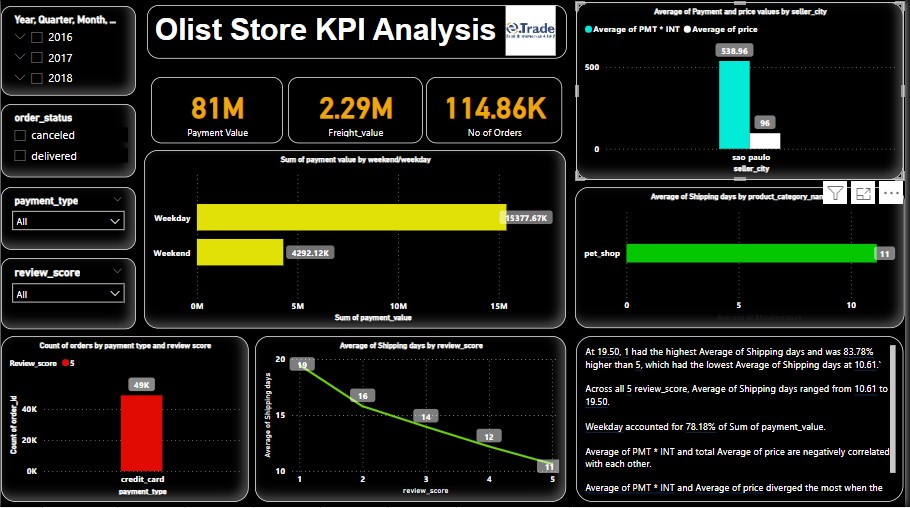 Year, Quarter, Month, ...
2016
2017
2018
order_status
canceled
delivered
payment_type
All
review_score
All
Olist Store KPI Analysis
e.Trade
81M
Payment Value
2.29M
Freight_value
114.86K
No of Orders
Sum of payment value by weekend/weekday
Weekday
15377.67K
Weekend
4292.12K
0M
5M
10M
15M
Sum of payment_value
Average of Payment and price values by seller_city
Average of PMT * INT
Average of price
500
0
538.96
96
sao paulo
seller_city
Average of Shipping days by product_category_nam
pet_shop
11
0
5
10
Average of Shipping days
Count of orders by payment type and review score
Review_score
5
49K
40K
20K
0K
Count of order_id
credit_card
payment_type
Average of Shipping days by review_score
20
15
10
Average of Shipping days
19
16
14
12
11
1
2
3
4
5
review_score
At 19.50, 1 had the highest Average of Shipping days and was 83.78%
higher than 5, which had the lowest Average of Shipping days at 10.61.`
Across all 5 review_score, Average of Shipping days ranged from 10.61 to
19.50.
Weekday accounted for 78.18% of Sum of payment_value.
Average of PMT * INT and total Average of price are negatively correlated
with each other.
Average of PMT * INT and Average of price diverged the most when the